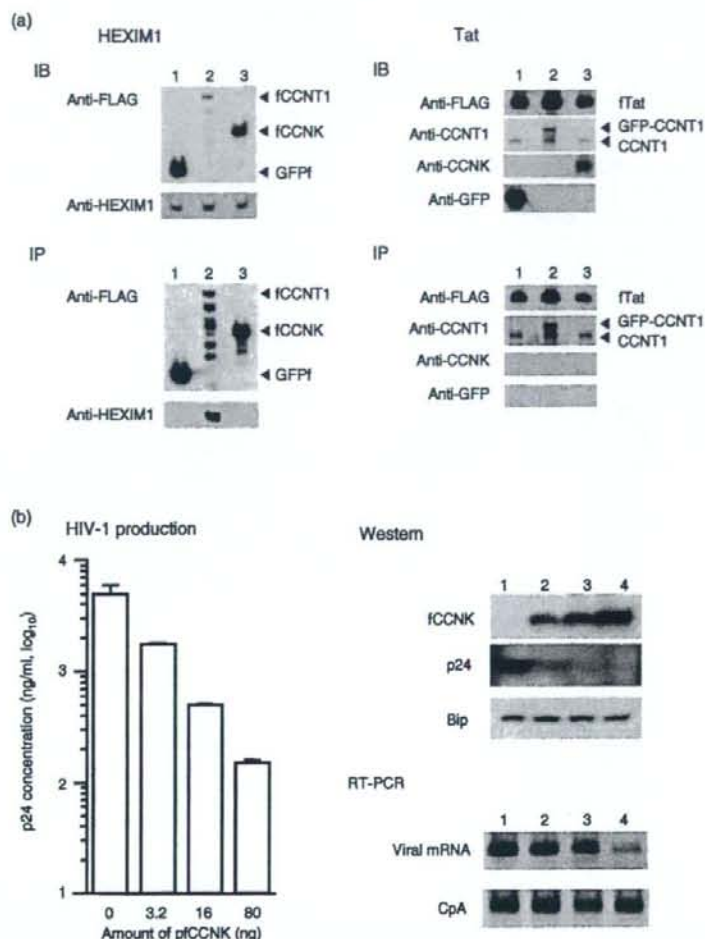 (a)
HEXIM1
IB
1 2 3
Anti-FLAG
fCCNT1
fCCNK
GFPf
Anti-HEXIM1
IP
1 2 3
Anti-FLAG
fCCNT1
fCCNK
GFPf
Anti-HEXIM1
Tat
IB
1 2 3
Anti-FLAG
fTat
Anti-CCNT1
GFP-CCNT1
CCNT1
Anti-CCNK
Anti-GFP
IP
1 2 3
Anti-FLAG
fTat
Anti-CCNT1
GFP-CCNT1
CCNT1
Anti-CCNK
Anti-GFP
(b)
HIV-1 production
p24 concentration (ng/ml, log10)
4
3
2
1
0 3.2 16 80
Amount of pfCCNK (ng)
Western
1 2 3 4
fCCNK
p24
Bip
RT-PCR
1 2 3 4
Viral mRNA
CpA